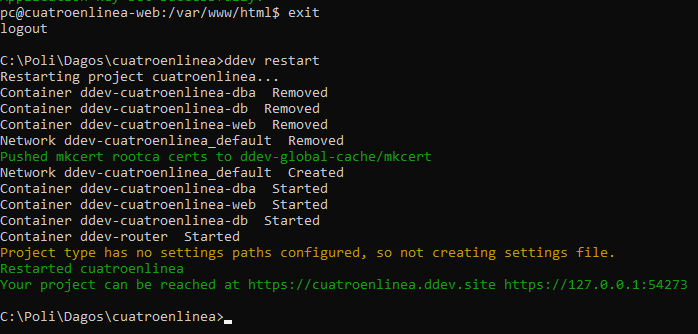 Application key set successfully.
pc@cuatroenlinea-web:/var/www/html$ exit
logout
C:\Poli\Dagos\cuatroenlinea>ddev restart
Restarting project cuatroenlinea...
Container ddev-cuatroenlinea-dba  Removed
Container ddev-cuatroenlinea-db  Removed
Container ddev-cuatroenlinea-web  Removed
Network ddev-cuatroenlinea_default  Removed
Pushed mkcert rootca certs to ddev-global-cache/mkcert
Network ddev-cuatroenlinea_default  Created
Container ddev-cuatroenlinea-dba  Started
Container ddev-cuatroenlinea-web  Started
Container ddev-cuatroenlinea-db  Started
Container ddev-router  Started
Project type has no settings paths configured, so not creating settings file.
Restarted cuatroenlinea
Your project can be reached at https://cuatroenlinea.ddev.site https://127.0.0.1:54273
C:\Poli\Dagos\cuatroenlinea>